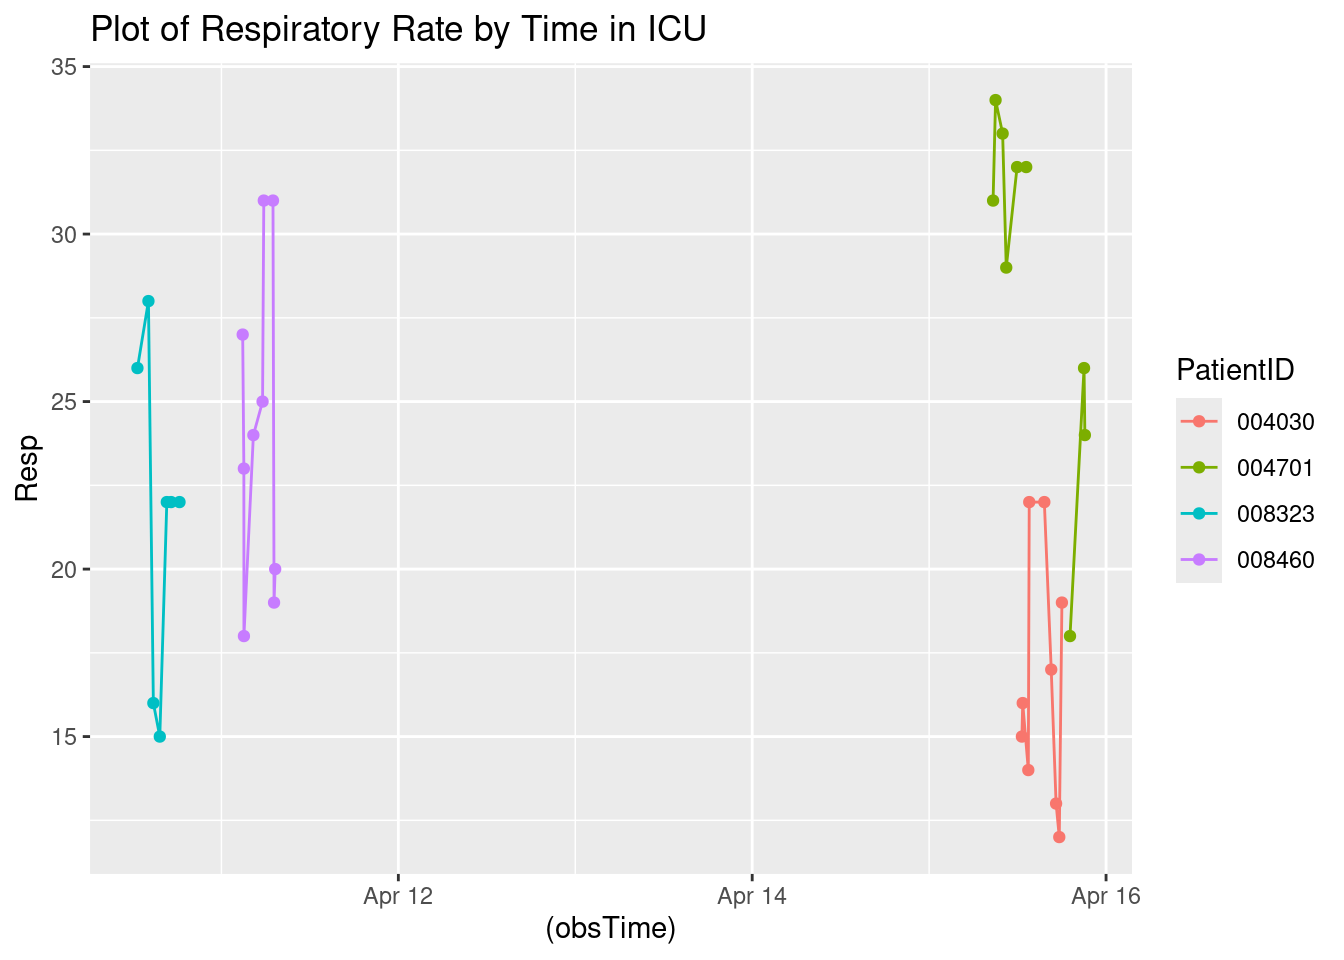 Plot of Respiratory Rate by Time in ICU
35
30
25
20
15
Resp
Apr 12
Apr 14
Apr 16
(obsTime)
PatientID
004030
004701
008323
008460